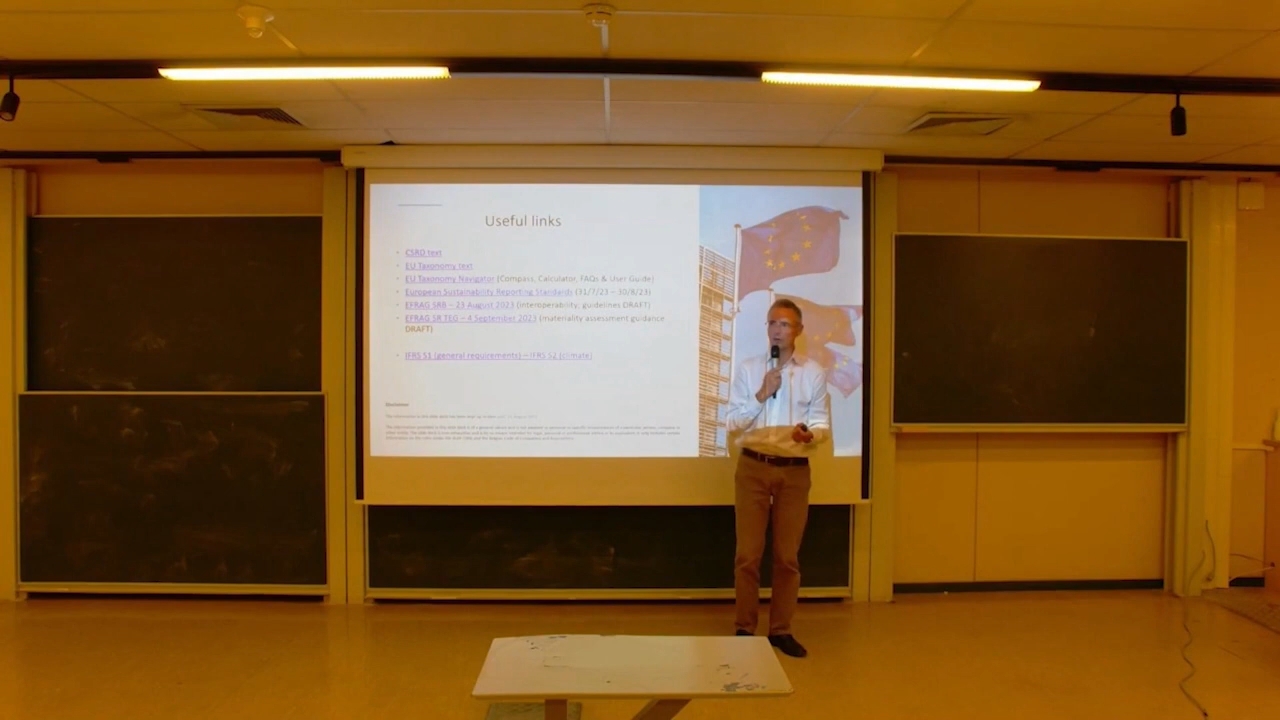 Useful links
• CSRD text
• EU Taxonomy text
• EU Taxonomy Navigator (Compass, Calculator, FAQs & User Guide)
• European Sustainability Reporting Standards (31/7/23 – 30/8/23)
• EFRAG SRB – 23 August 2023 (interoperability; guidelines DRAFT)
• EFRAG SR TEG – 4 September 2023 (materiality assessment guidance
DRAFT)
• IFRS S1 (general requirements) – IFRS S2 (climate)
Disclaimer